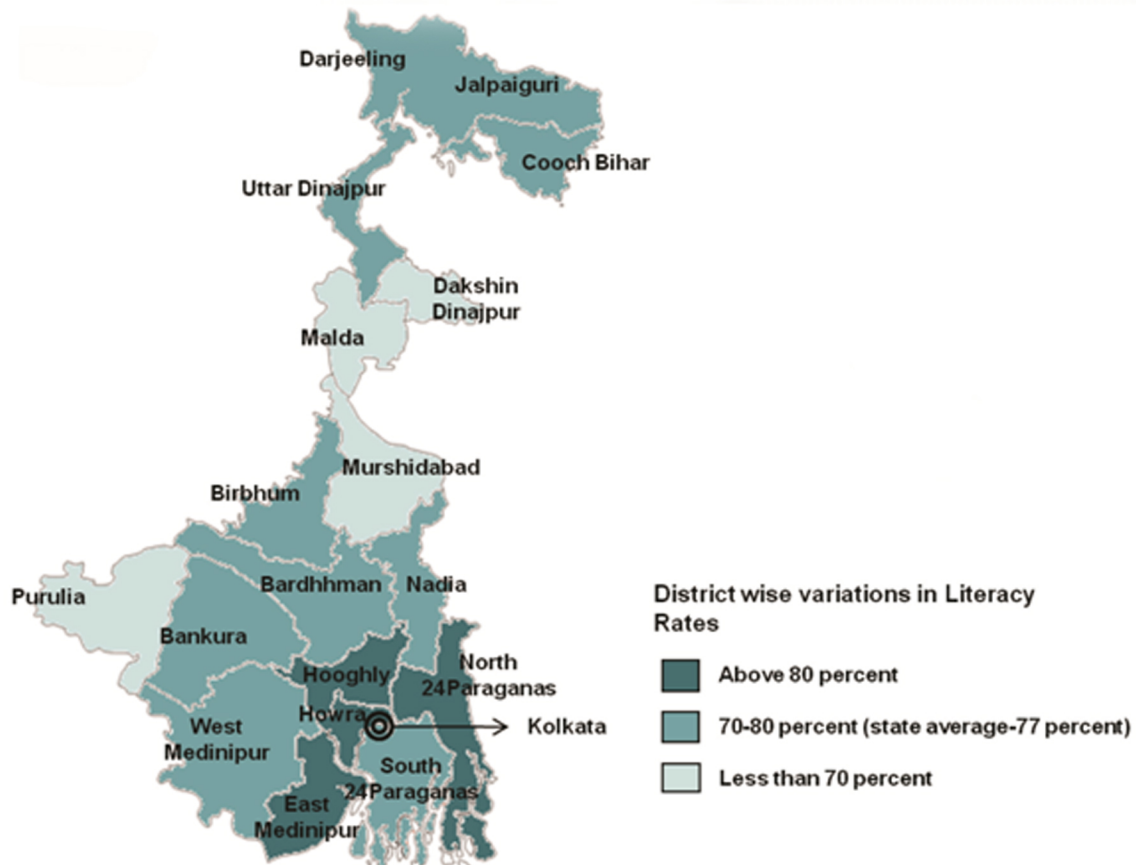 Darjeeling
Jalpaiguri
Cooch Bihar
Uttar Dinajpur
Dakshin
Dinajpur
Malda
Murshidabad
Birbhum
Purulia
Bardhhman
Nadia
Bankura
Hooghly
North
24Paraganas
Howra
Kolkata
West
Medinipur
South
24Paraganas
East
Medinipur
District wise variations in Literacy
Rates
Above 80 percent
70-80 percent (state average-77 percent)
Less than 70 percent